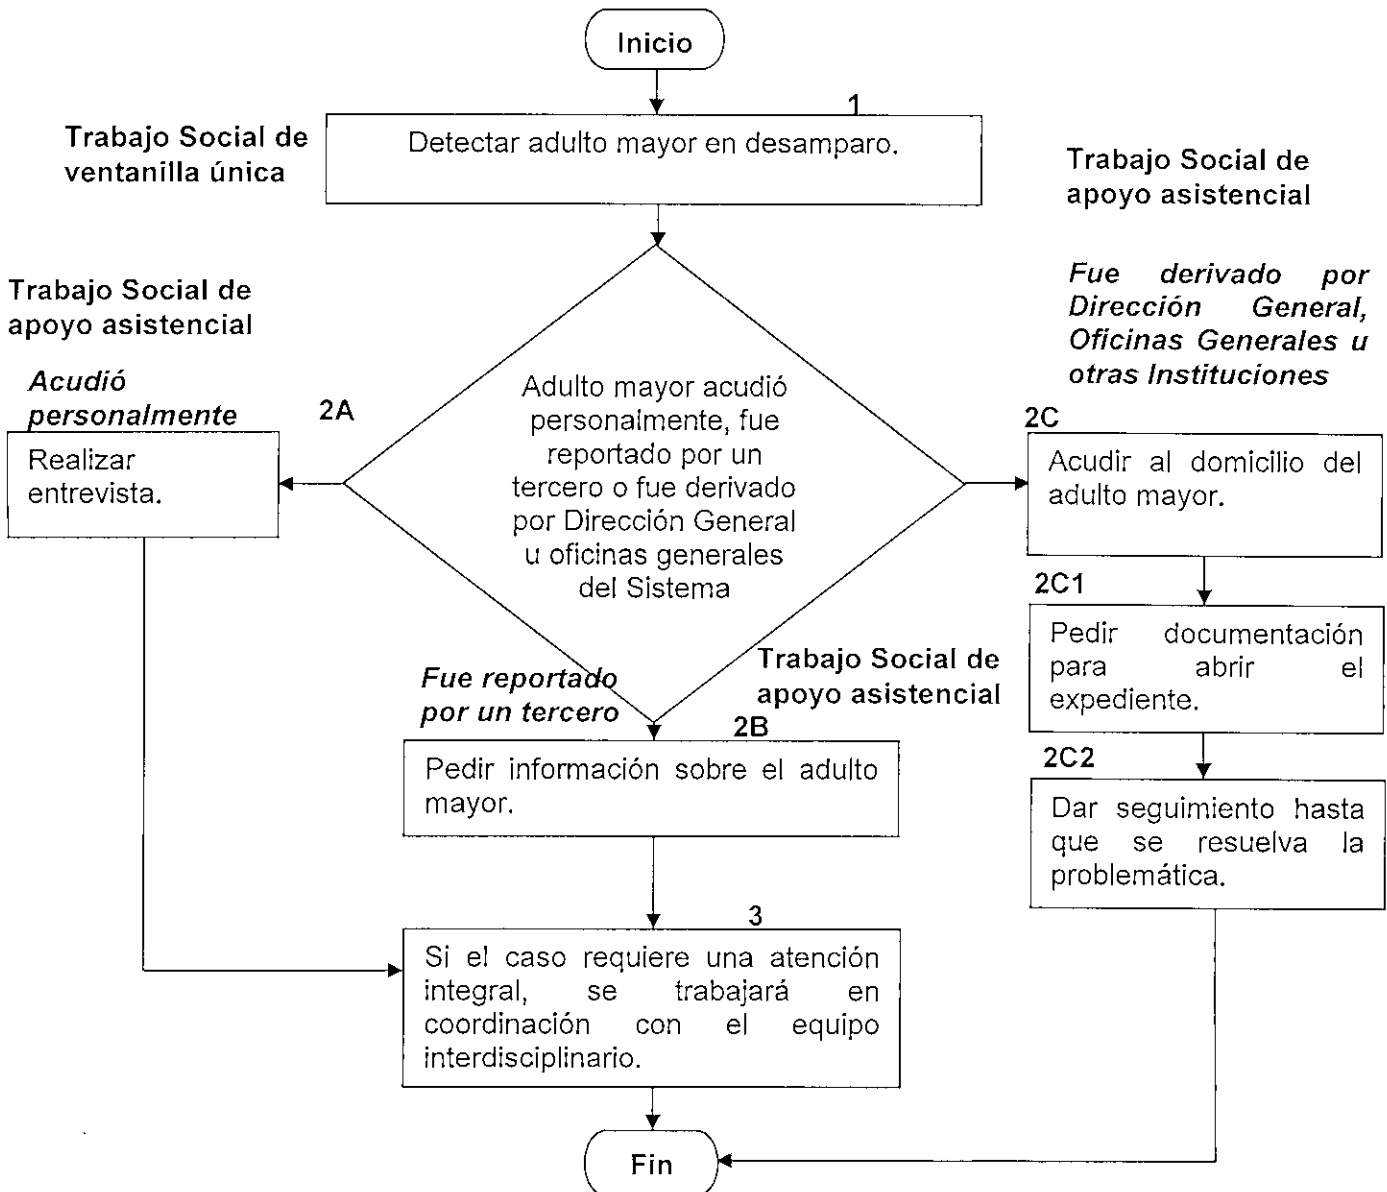 Inicio
1
Trabajo Social de
ventanilla única
Detectar adulto mayor en desamparo.
Trabajo Social de
apoyo asistencial
Fue derivado por
Dirección General,
Oficinas Generales u
otras Instituciones
Trabajo Social de
apoyo asistencial
Acudió
personalmente
2A
Realizar
entrevista.
Adulto mayor acudió
personalmente, fue
reportado por un
tercero o fue derivado
por Dirección General
u oficinas generales
del Sistema
2C
Acudir al domicilio del
adulto mayor.
2C1
Pedir documentación
para abrir el
expediente.
2C2
Dar seguimiento hasta
que se resuelva la
problemática.
Fue reportado
por un tercero
Trabajo Social de
apoyo asistencial
2B
Pedir información sobre el adulto
mayor.
3
Si el caso requiere una atención
integral, se trabajará en
coordinación con el equipo
interdisciplinario.
Fin